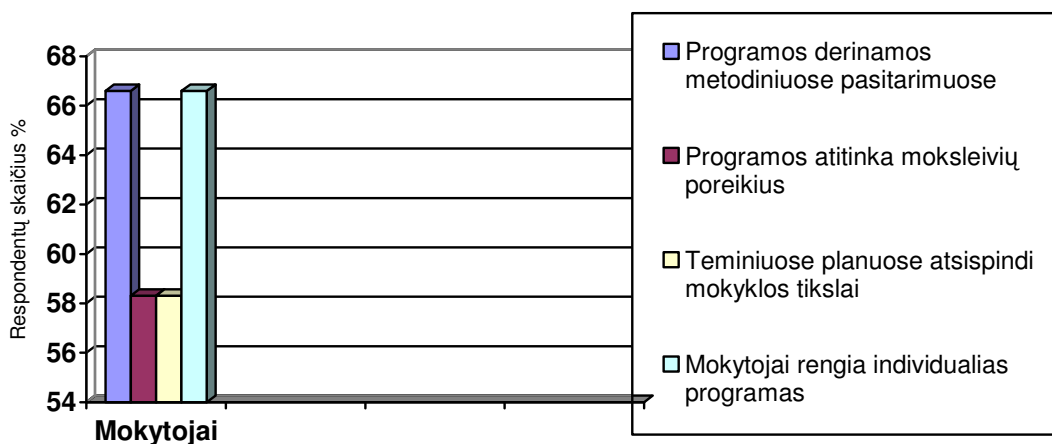 Respondentų skaičius %
68
66
64
62
60
58
56
54
Mokytojai
Programos derinamos
metodiniuose pasitarimuose
Programos atitinka moksleivių
poreikius
Teminiuose planuose atsispindi
mokyklos tikslai
Mokytojai rengia individualias
programas